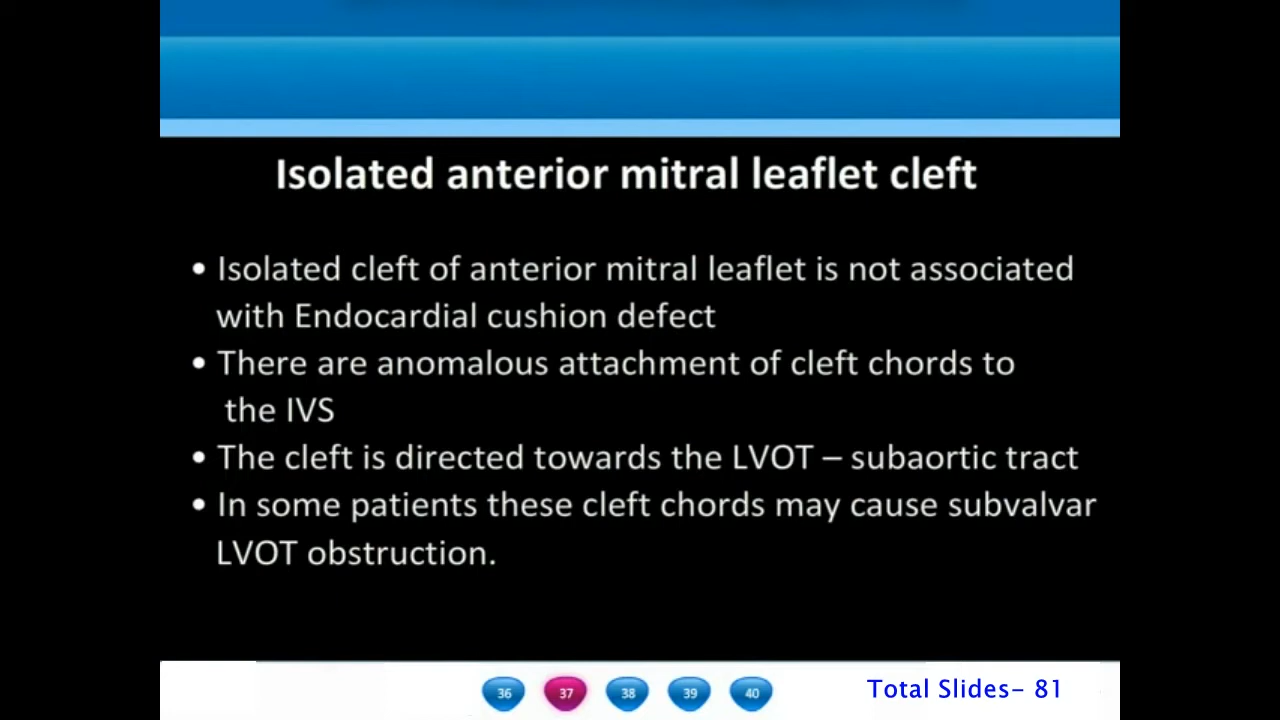 Isolated anterior mitral leaflet cleft
• Isolated cleft of anterior mitral leaflet is not associated
with Endocardial cushion defect
• There are anomalous attachment of cleft chords to
the IVS
• The cleft is directed towards the LVOT – subaortic tract
• In some patients these cleft chords may cause subvalvar
LVOT obstruction.
36 37 38 39 40 Total Slides- 81